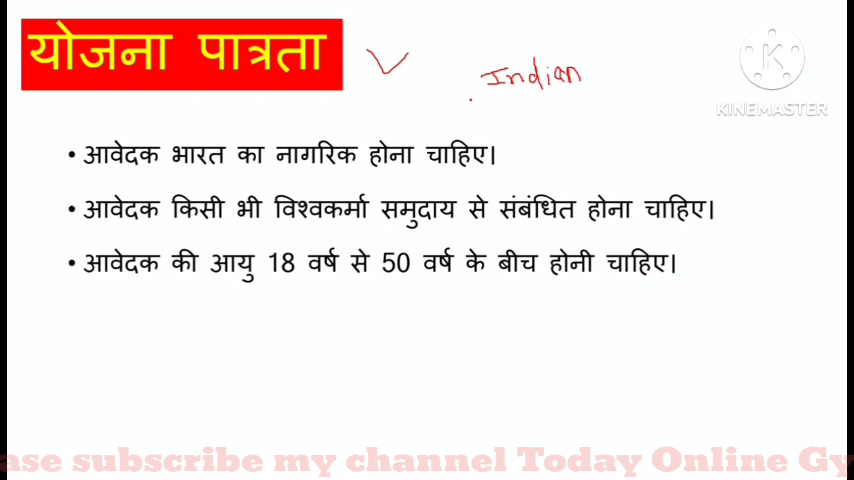 योजना पात्रता
Indian
KINEMASTER
• आवेदक भारत का नागरिक होना चाहिए।
• आवेदक किसी भी विश्वकर्मा समुदाय से संबंधित होना चाहिए।
• आवेदक की आयु 18 वर्ष से 50 वर्ष के बीच होनी चाहिए।
ase subscribe my channel Today Online Gy